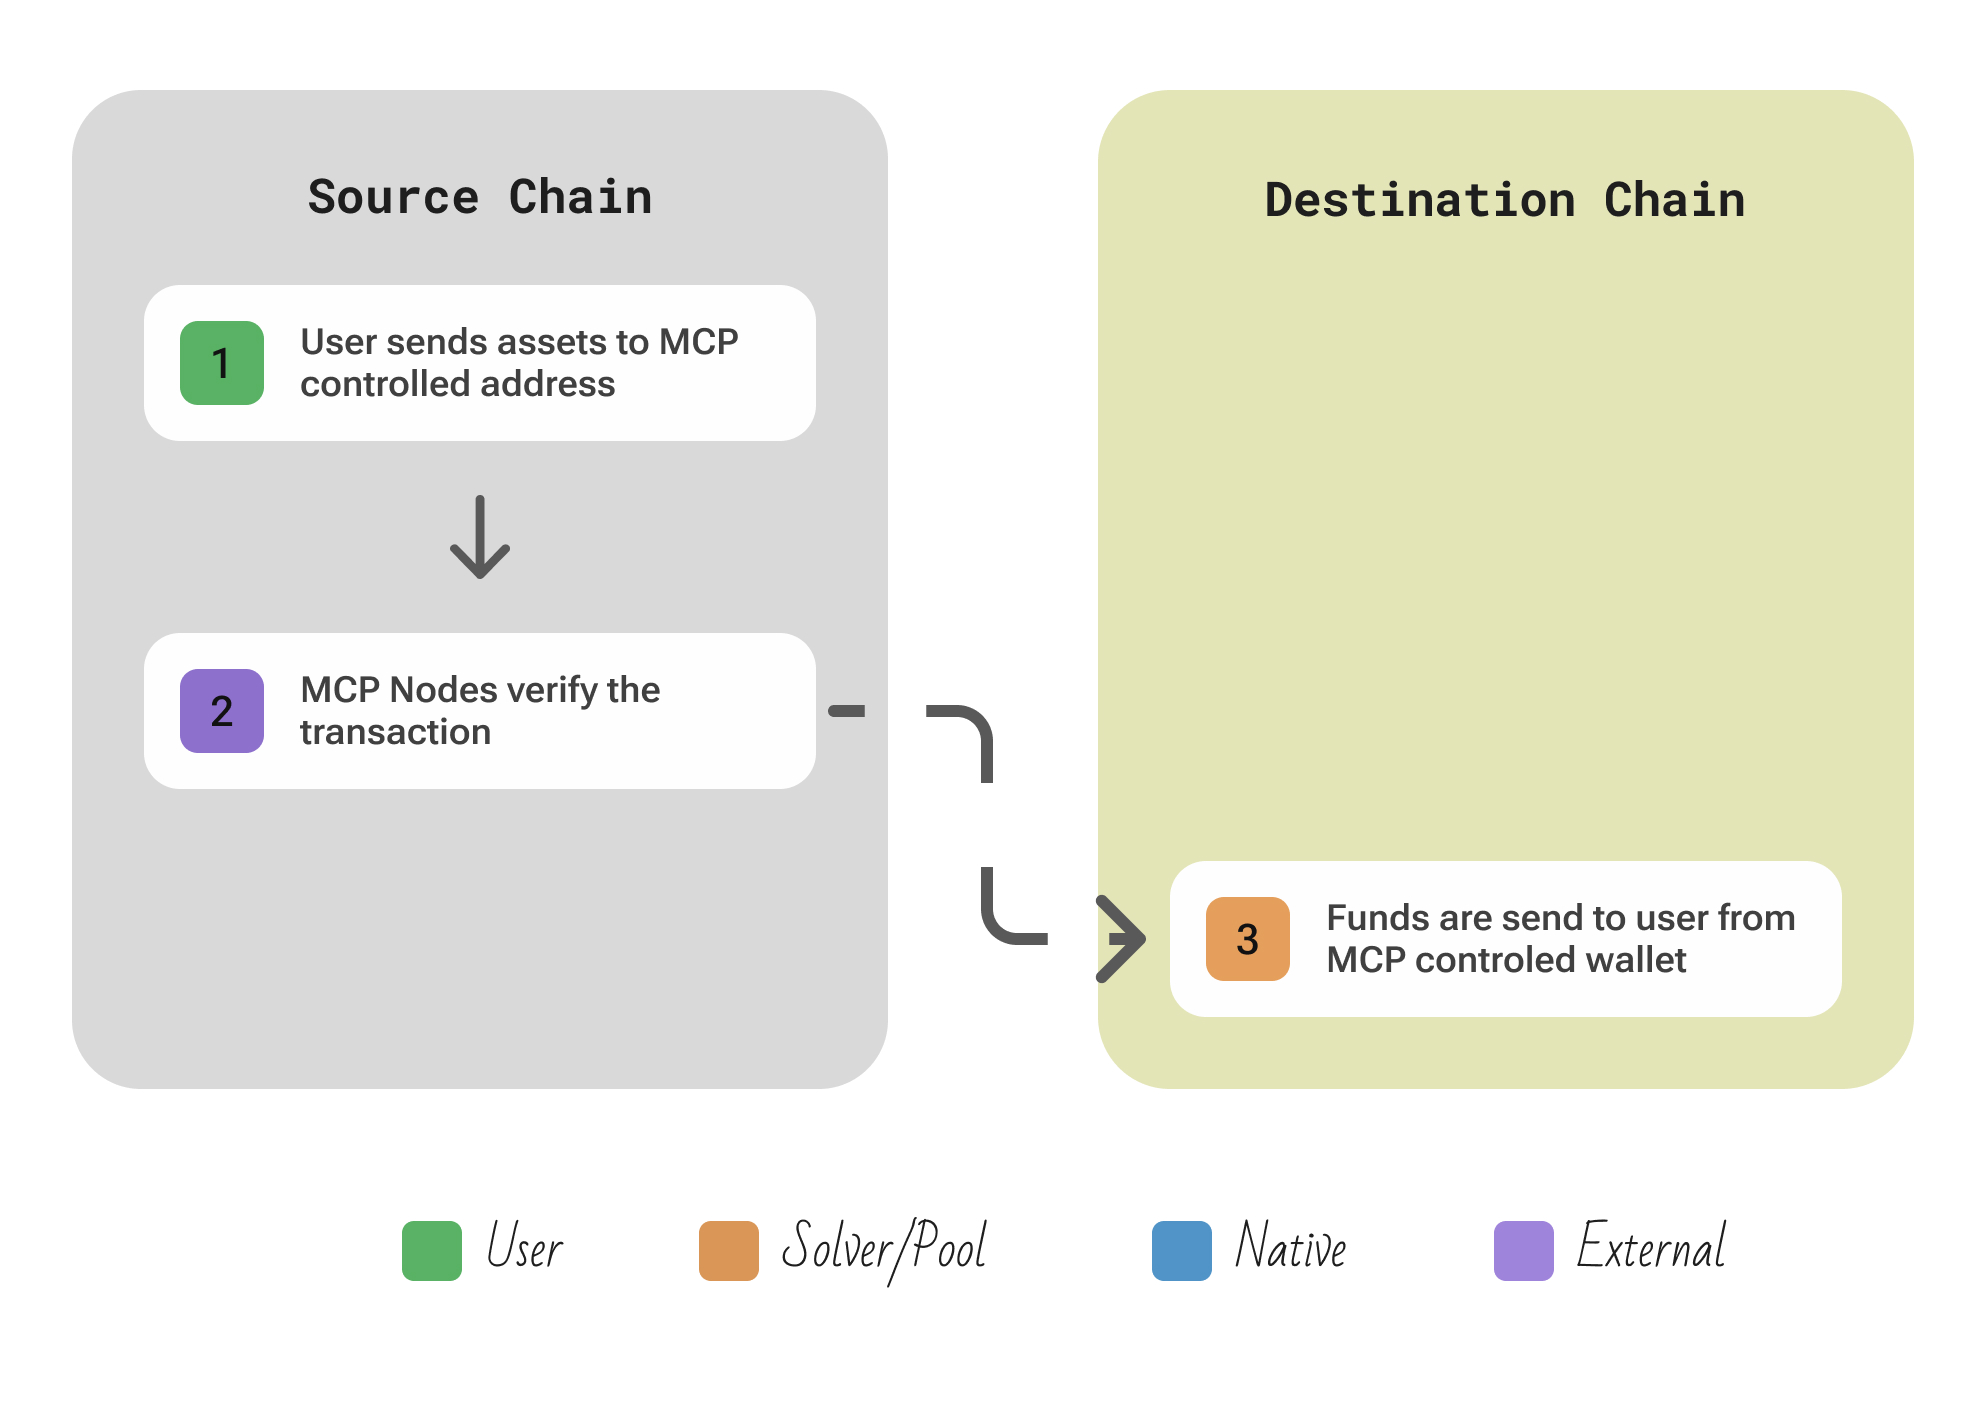 Source Chain
1
User sends assets to MCP
controlled address
2
MCP Nodes verify the
transaction
Destination Chain
3
Funds are send to user from
MCP controled wallet
User
Solver/Pool
Native
External